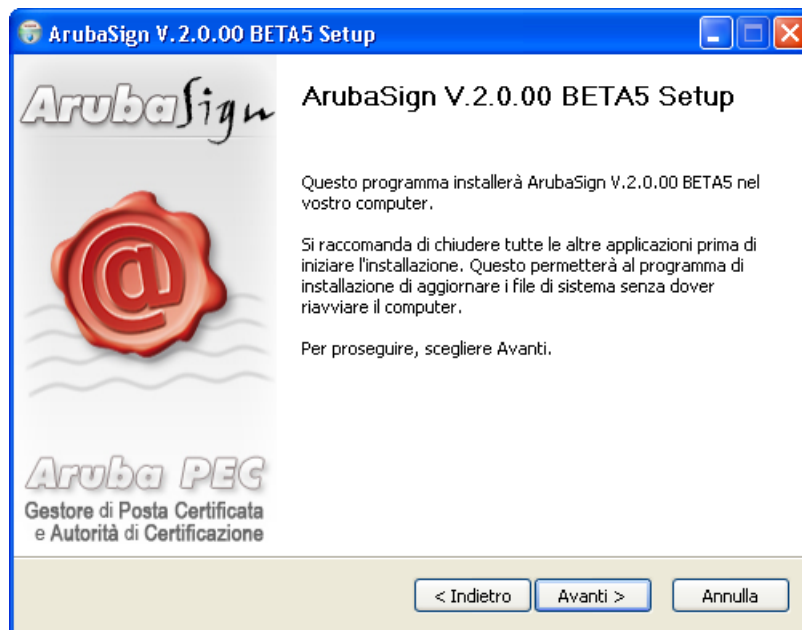 ArubaSign V.2.0.00 BETA5 Setup
ArubaSign
ArubaSign V.2.0.00 BETA5 Setup
Questo programma installerà ArubaSign V.2.0.00 BETA5 nel
vostro computer.
Si raccomanda di chiudere tutte le altre applicazioni prima di
iniziare l'installazione. Questo permetterà al programma di
installazione di aggiornare i file di sistema senza dover
riavviare il computer.
Per proseguire, scegliere Avanti.
@
Aruba PEC
Gestore di Posta Certificata
e Autorità di Certificazione
< Indietro
Avanti >
Annulla